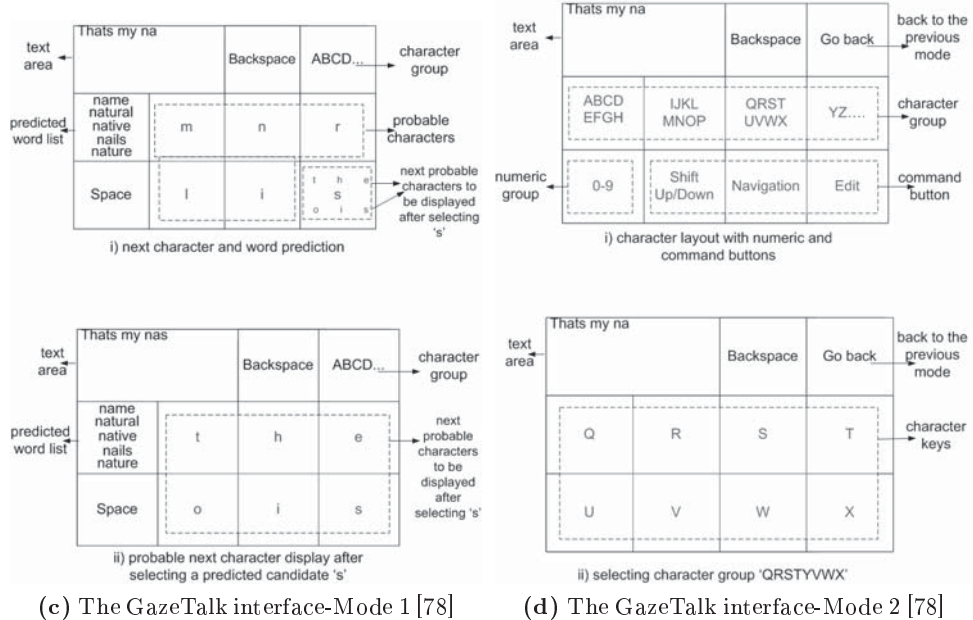 Thats my na
text area
Backspace
ABCD...
character group
predicted word list
name
natural
native
nails
nature
m n r
probable characters
Space
l i
t h e
s
o i s
next probable characters to be displayed after selecting 's'
i) next character and word prediction
Thats my nas
text area
Backspace
ABCD...
character group
predicted word list
name
natural
native
nails
nature
t h e
next probable characters to be displayed after selecting 's'
Space
o i s
ii) probable next character display after
selecting a predicted candidate 's'
(c) The GazeTalk interface-Mode 1 [78]
Thats my na
text area
Backspace
Go back
back to the previous mode
ABCD
EFGH
IJKL
MNOP
QRST
UVWX
YZ....
character group
numeric group
0-9
Shift
Up/Down
Navigation
Edit
command button
i) character layout with numeric and
command buttons
Thats my na
text area
Backspace
Go back
back to the previous mode
Q R S T
character keys
U V W X
ii) selecting character group 'QRSTYVWX'
(d) The GazeTalk interface-Mode 2 [78]